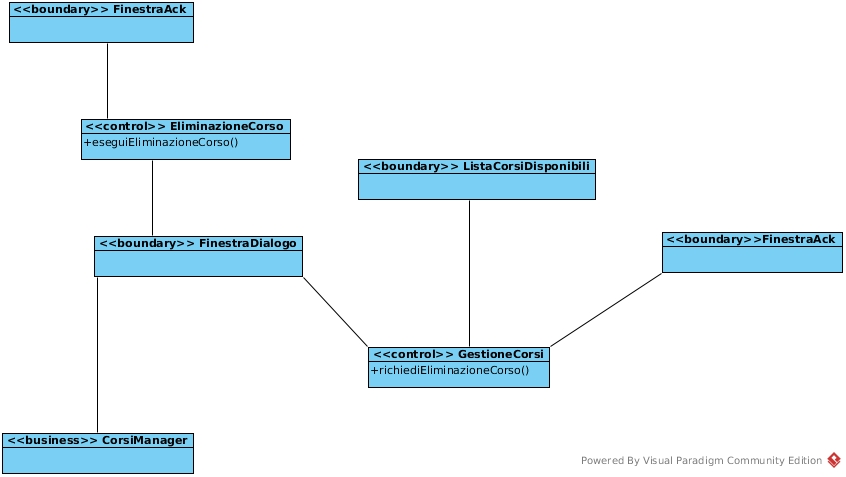 <<boundary>> FinestraAck
<<control>> EliminazioneCorso
+eseguiEliminazioneCorso()
<<boundary>> ListaCorsiDisponibili
<<boundary>> FinestraDialogo
<<boundary>>FinestraAck
<<control>> GestioneCorsi
+richiediEliminazioneCorso()
<<business>> CorsiManager
Powered By Visual Paradigm Community Edition